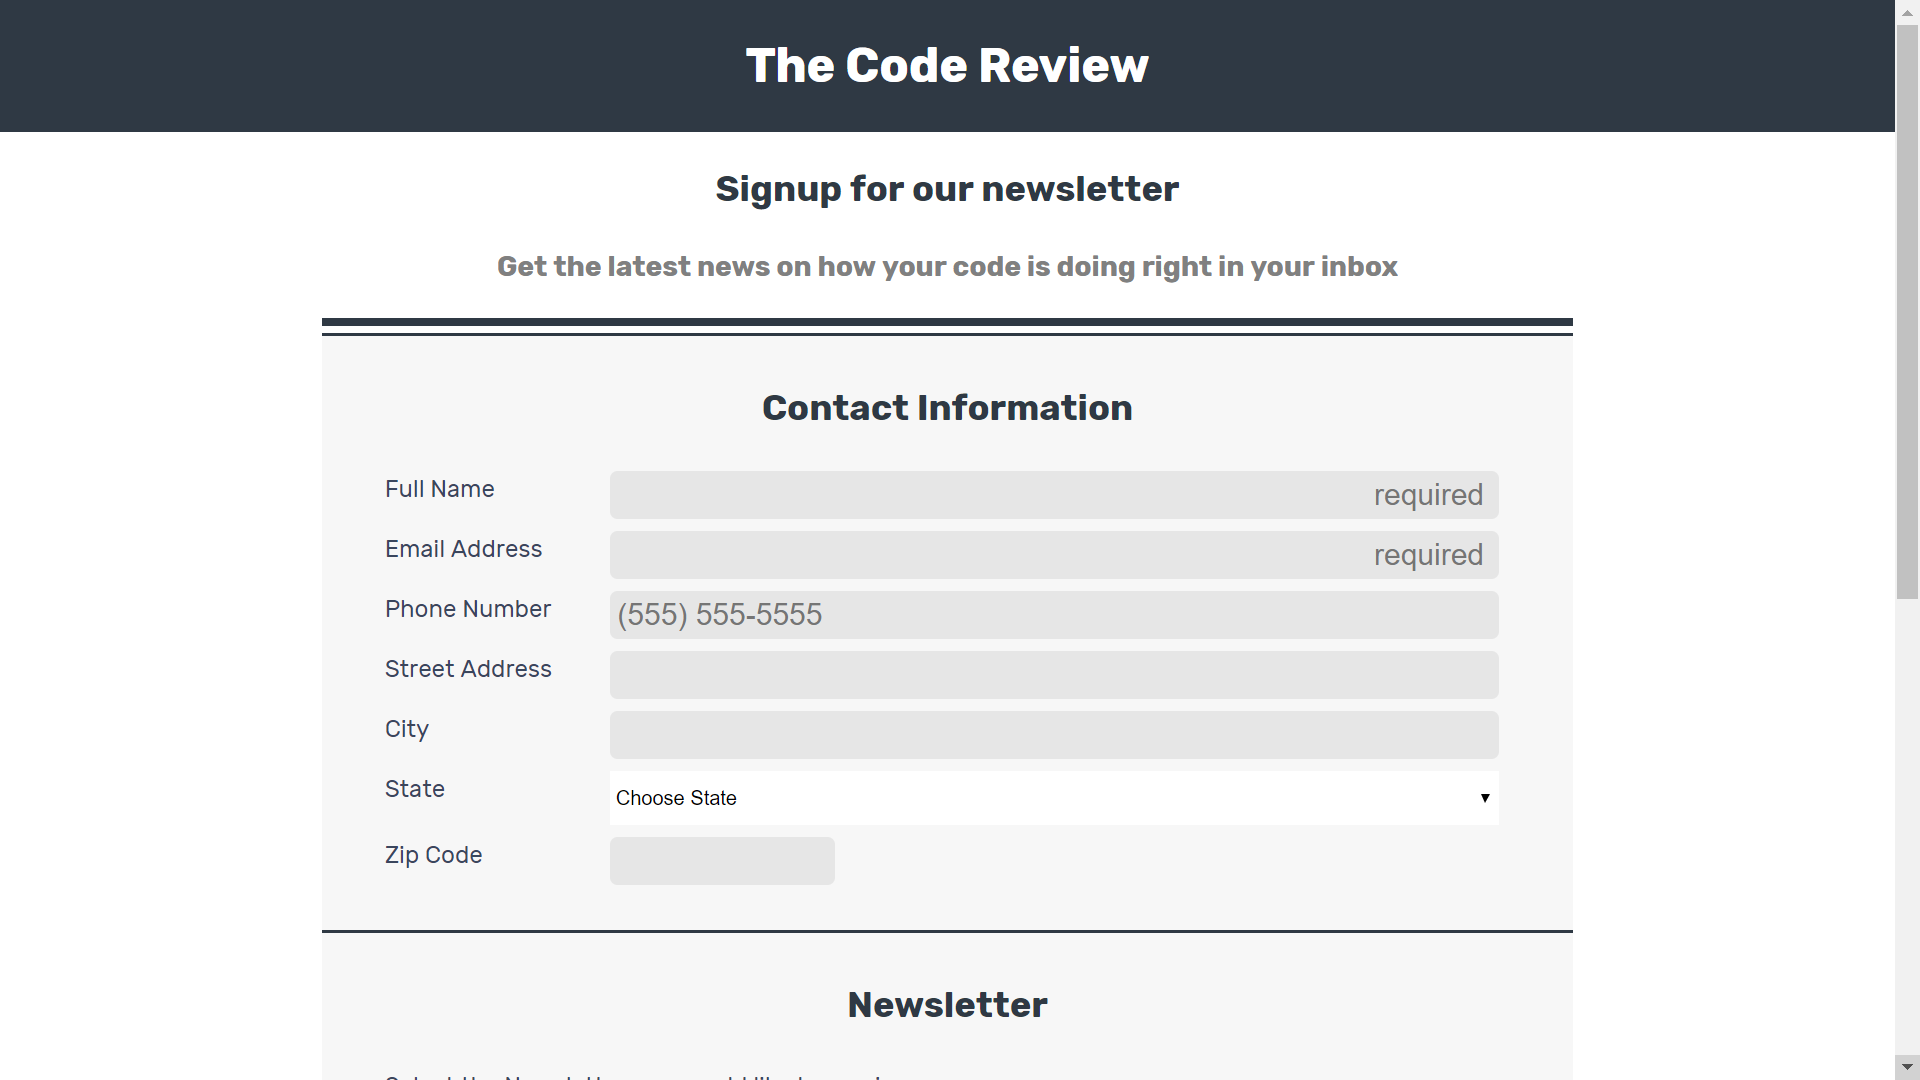 The Code Review
Signup for our newsletter
Get the latest news on how your code is doing right in your inbox
Contact Information
Full Name required
Email Address required
Phone Number (555) 555-5555
Street Address
City
State Choose State
Zip Code
Newsletter